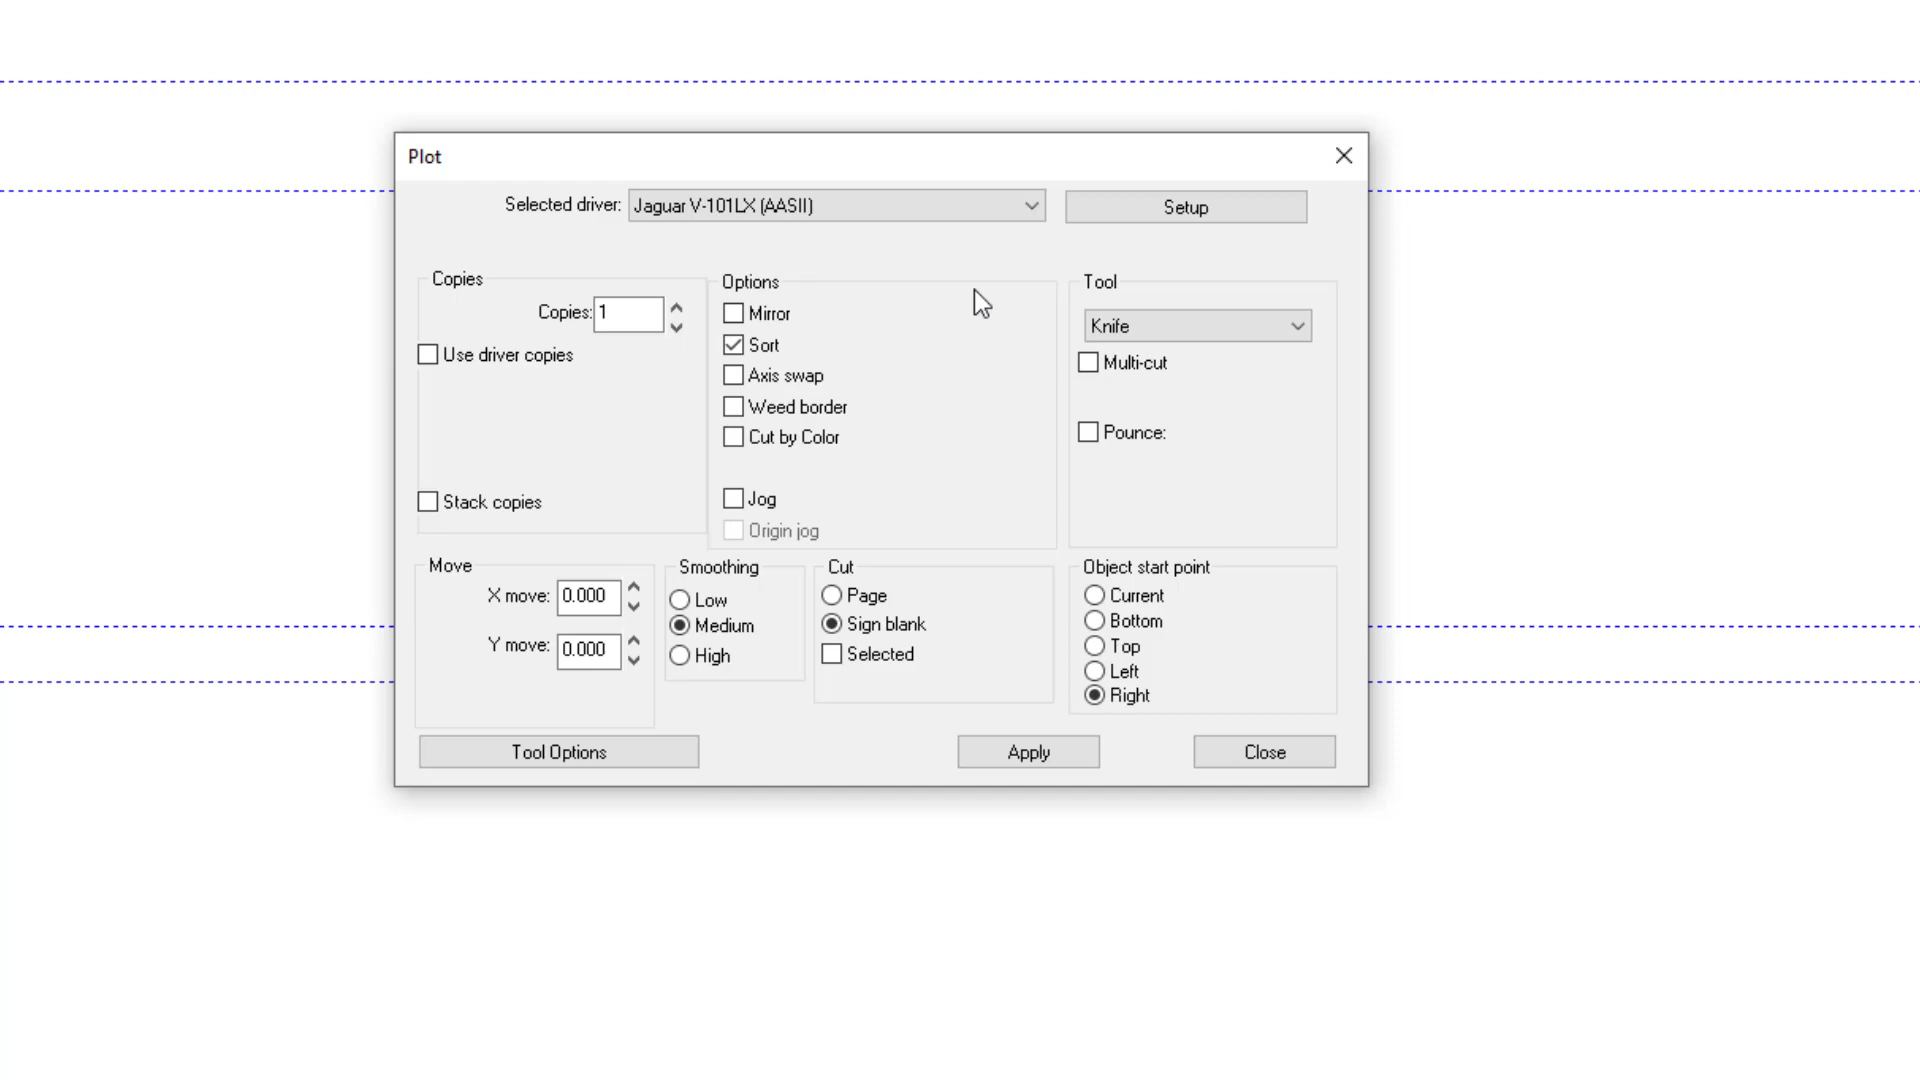 Plot
Selected driver: Jaguar V-101LX (AASII) Setup
Copies
Copies: 1
Use driver copies
Stack copies
Options
Mirror
Sort
Axis swap
Weed border
Cut by Color
Jog
Origin jog
Tool
Knife
Multi-cut
Pounce:
Move
X move: 0.000
Y move: 0.000
Smoothing
Low
Medium
High
Cut
Page
Sign blank
Selected
Object start point
Current
Bottom
Top
Left
Right
Tool Options Apply Close